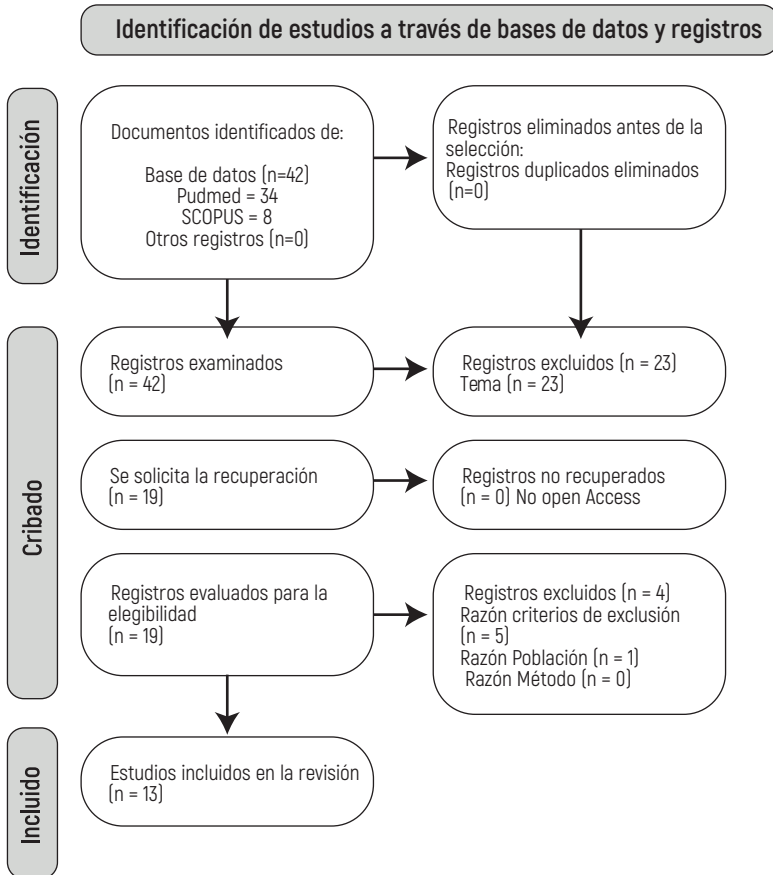 Identificación de estudios a través de bases de datos y registros
Identificación
Documentos identificados de:
Base de datos (n=42)
Pudmed = 34
SCOPUS = 8
Otros registros (n=0)
Registros eliminados antes de la
selección:
Registros duplicados eliminados
(n=0)
Cribado
Registros examinados
(n = 42)
Registros excluidos (n = 23)
Tema (n = 23)
Se solicita la recuperación
(n = 19)
Registros no recuperados
(n = 0) No open Access
Registros evaluados para la
elegibilidad
(n = 19)
Registros excluidos (n = 4)
Razón criterios de exclusión
(n = 5)
Razón Población (n = 1)
Razón Método (n = 0)
Incluido
Estudios incluidos en la revisión
(n = 13)